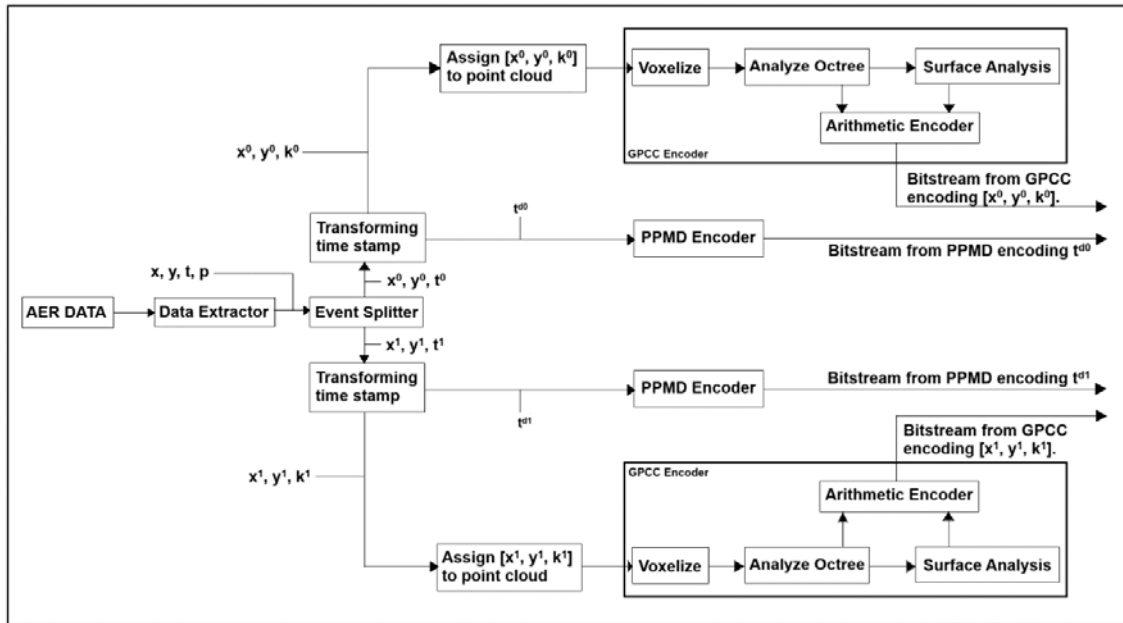 Assign [x⁰, y⁰, k⁰]
to point cloud
Voxelize
Analyze Octree
Surface Analysis
Arithmetic Encoder
GPCC Encoder
x⁰, y⁰, k⁰
Bitstream from GPCC
encoding [x⁰, y⁰, k⁰].
Transforming
time stamp
t^d0
PPMD Encoder
Bitstream from PPMD encoding t^d0
x, y, t, p
x⁰, y⁰, t⁰
AER DATA
Data Extractor
Event Splitter
x¹, y¹, t¹
Transforming
time stamp
t^d1
PPMD Encoder
Bitstream from PPMD encoding t^d1
Bitstream from GPCC
encoding [x¹, y¹, k¹].
x¹, y¹, k¹
GPCC Encoder
Arithmetic Encoder
Assign [x¹, y¹, k¹]
to point cloud
Voxelize
Analyze Octree
Surface Analysis